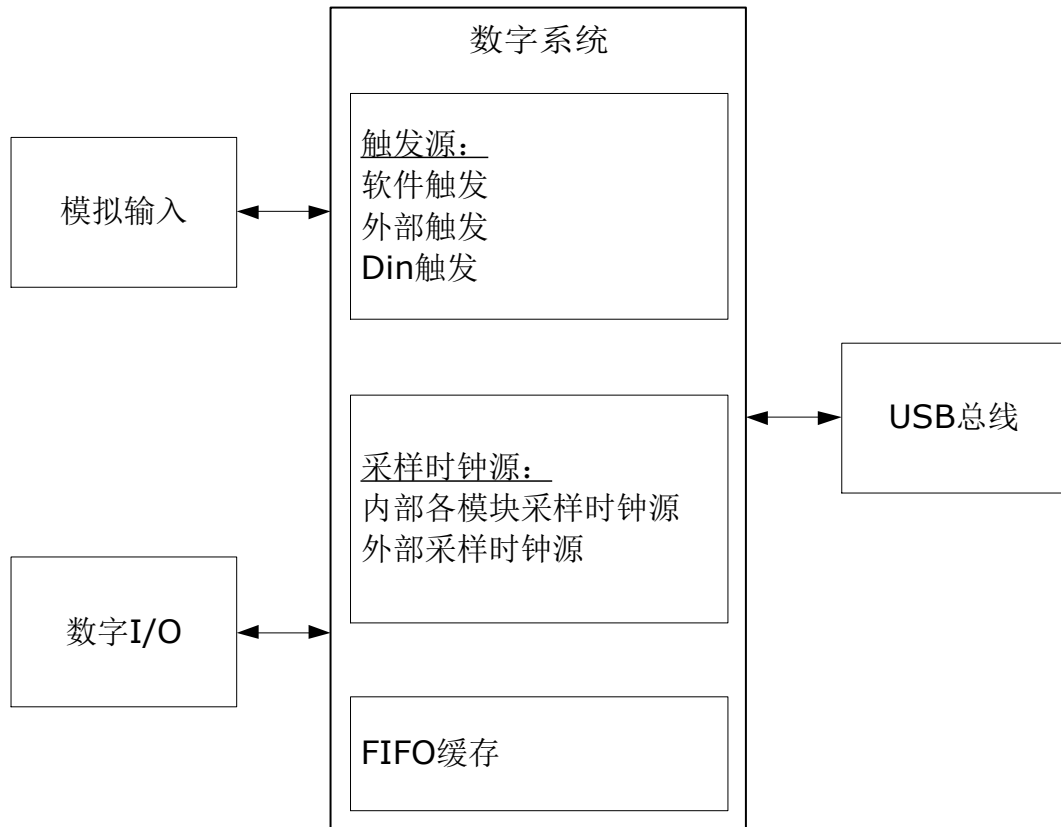 数字系统
模拟输入
触发源：
软件触发
外部触发
Din触发
采样时钟源：
内部各模块采样时钟源
外部采样时钟源
USB总线
数字I/O
FIFO缓存